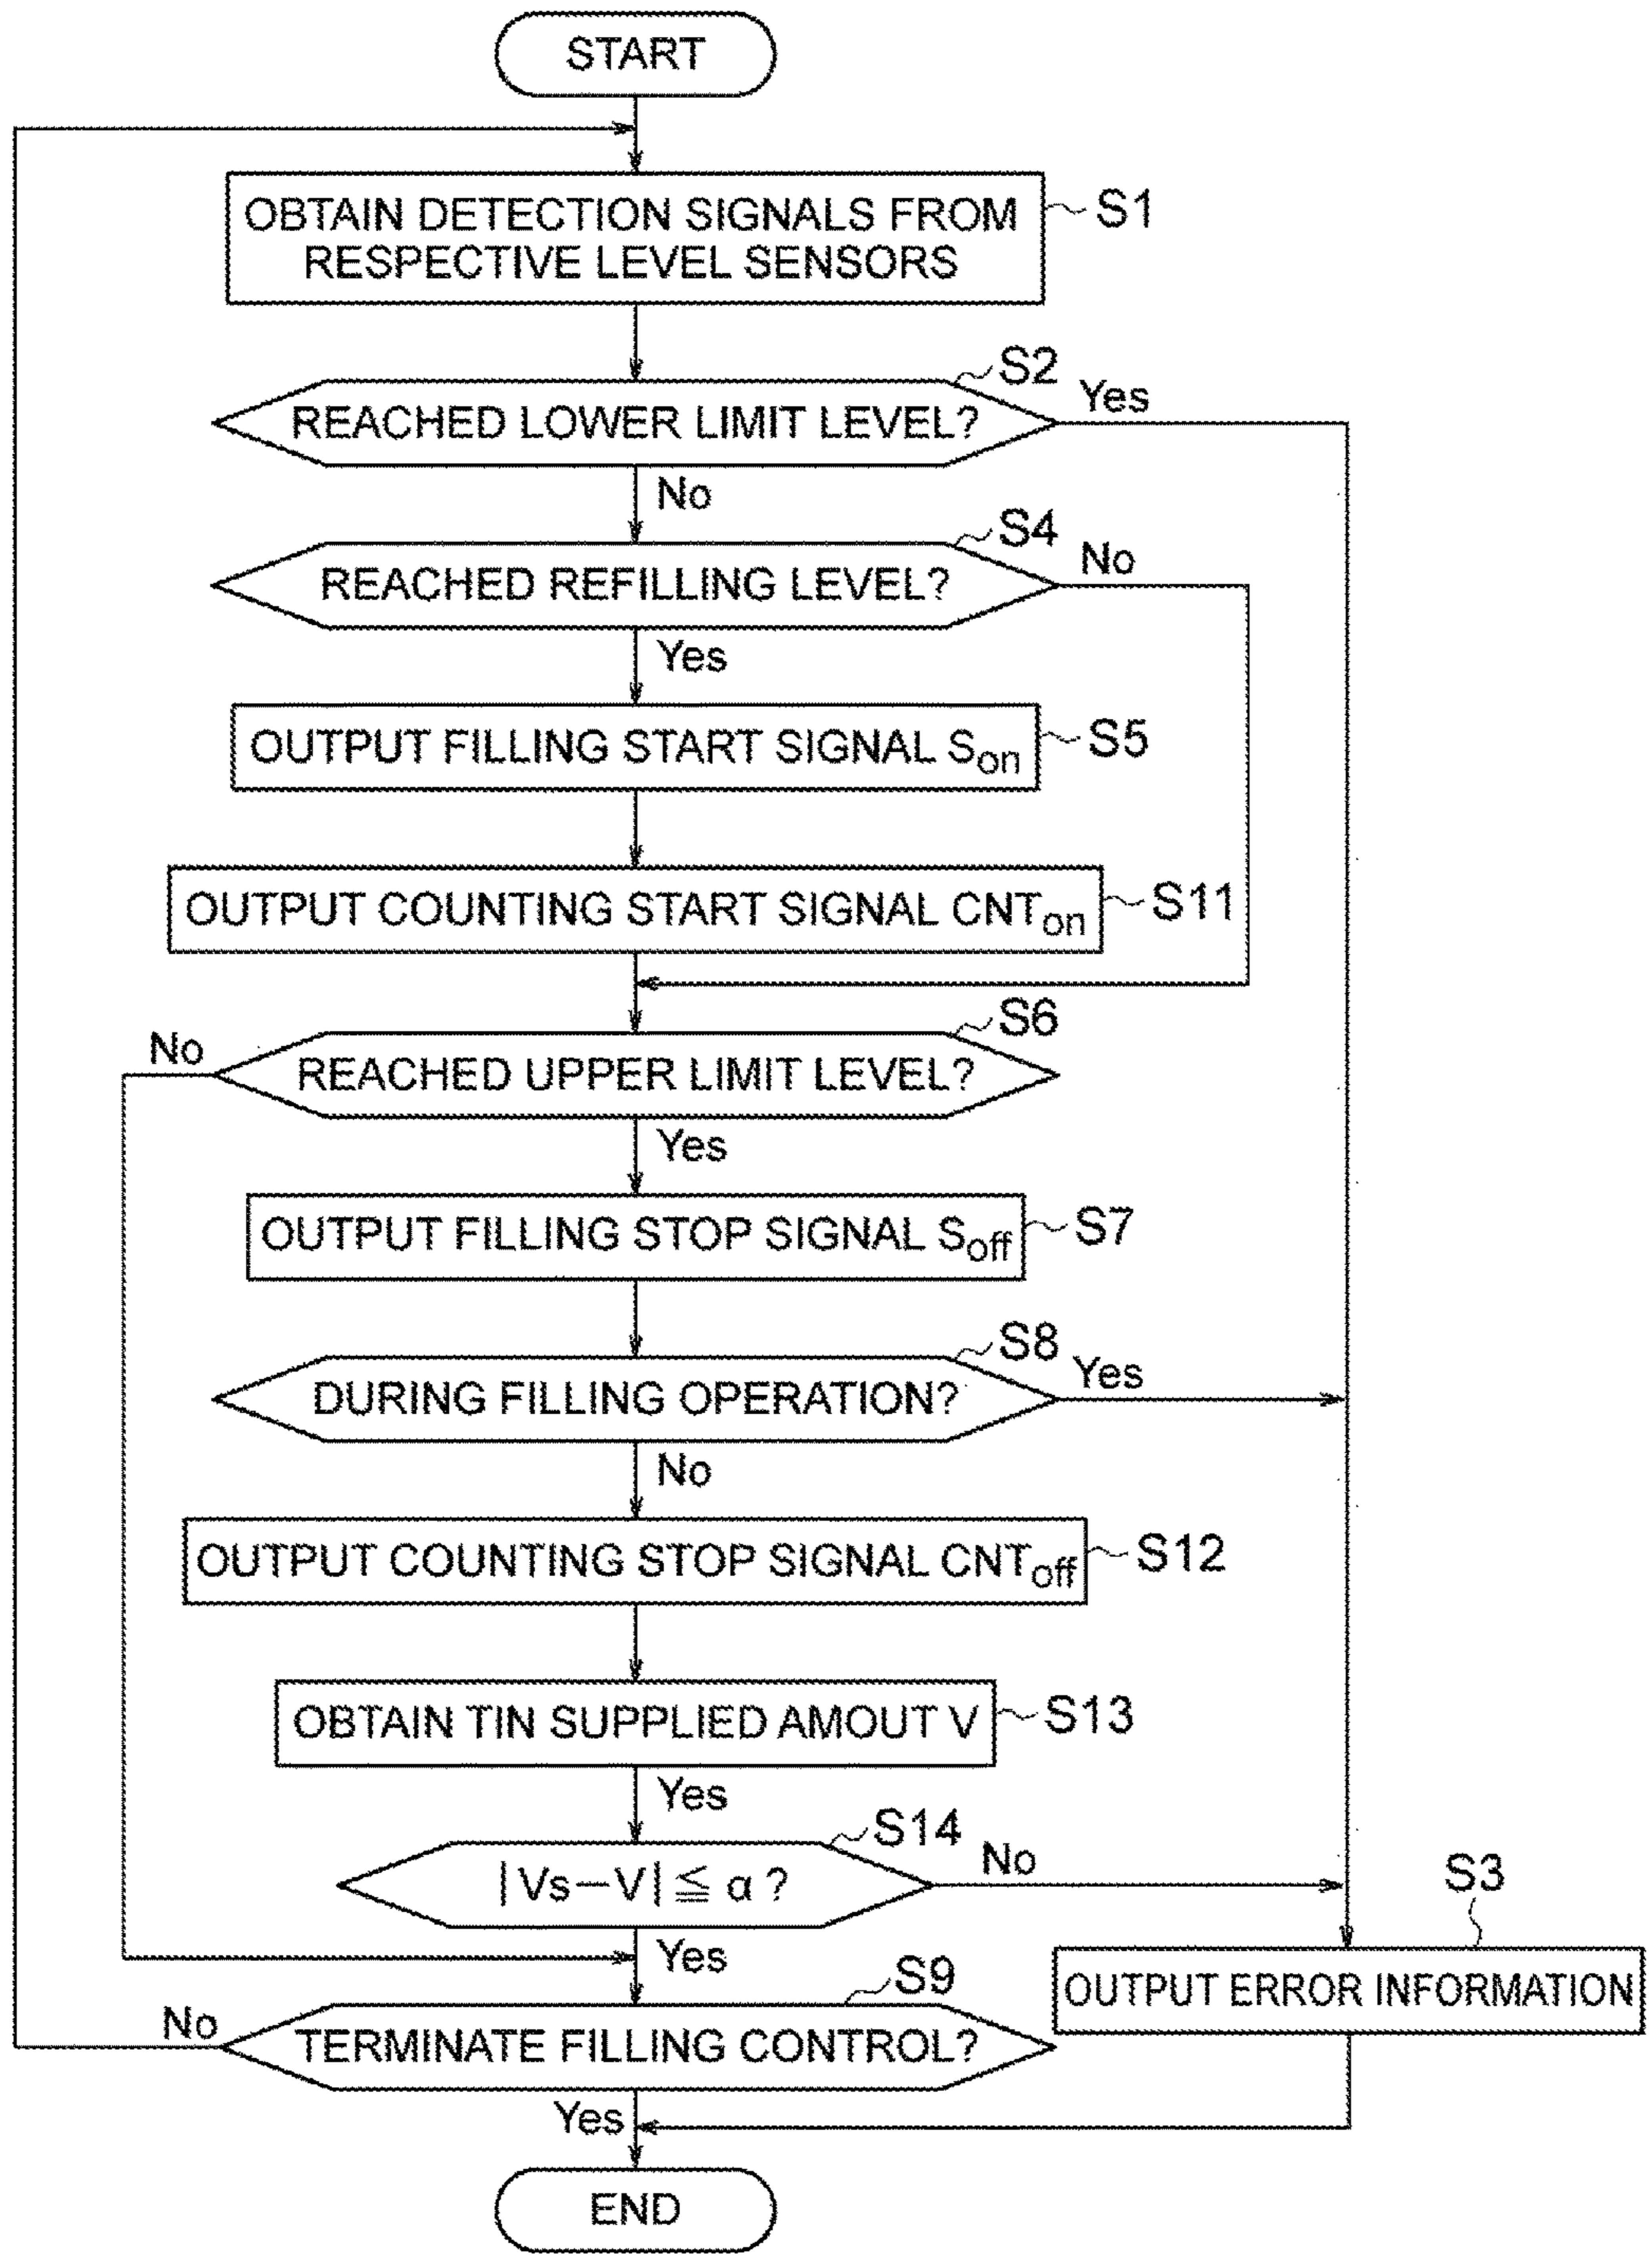 START
OBTAIN DETECTION SIGNALS FROM
RESPECTIVE LEVEL SENSORS
S1
REACHED LOWER LIMIT LEVEL?
S2
Yes
No
REACHED REFILLING LEVEL?
S4
No
Yes
OUTPUT FILLING START SIGNAL Son
S5
OUTPUT COUNTING START SIGNAL CNTon
S11
REACHED UPPER LIMIT LEVEL?
S6
No
Yes
OUTPUT FILLING STOP SIGNAL Soff
S7
DURING FILLING OPERATION?
S8
Yes
No
OUTPUT COUNTING STOP SIGNAL CNToff
S12
OBTAIN TIN SUPPLIED AMOUT V
S13
Yes
|Vs−V|≦ α ?
S14
No
Yes
S3
OUTPUT ERROR INFORMATION
TERMINATE FILLING CONTROL?
S9
No
Yes
END